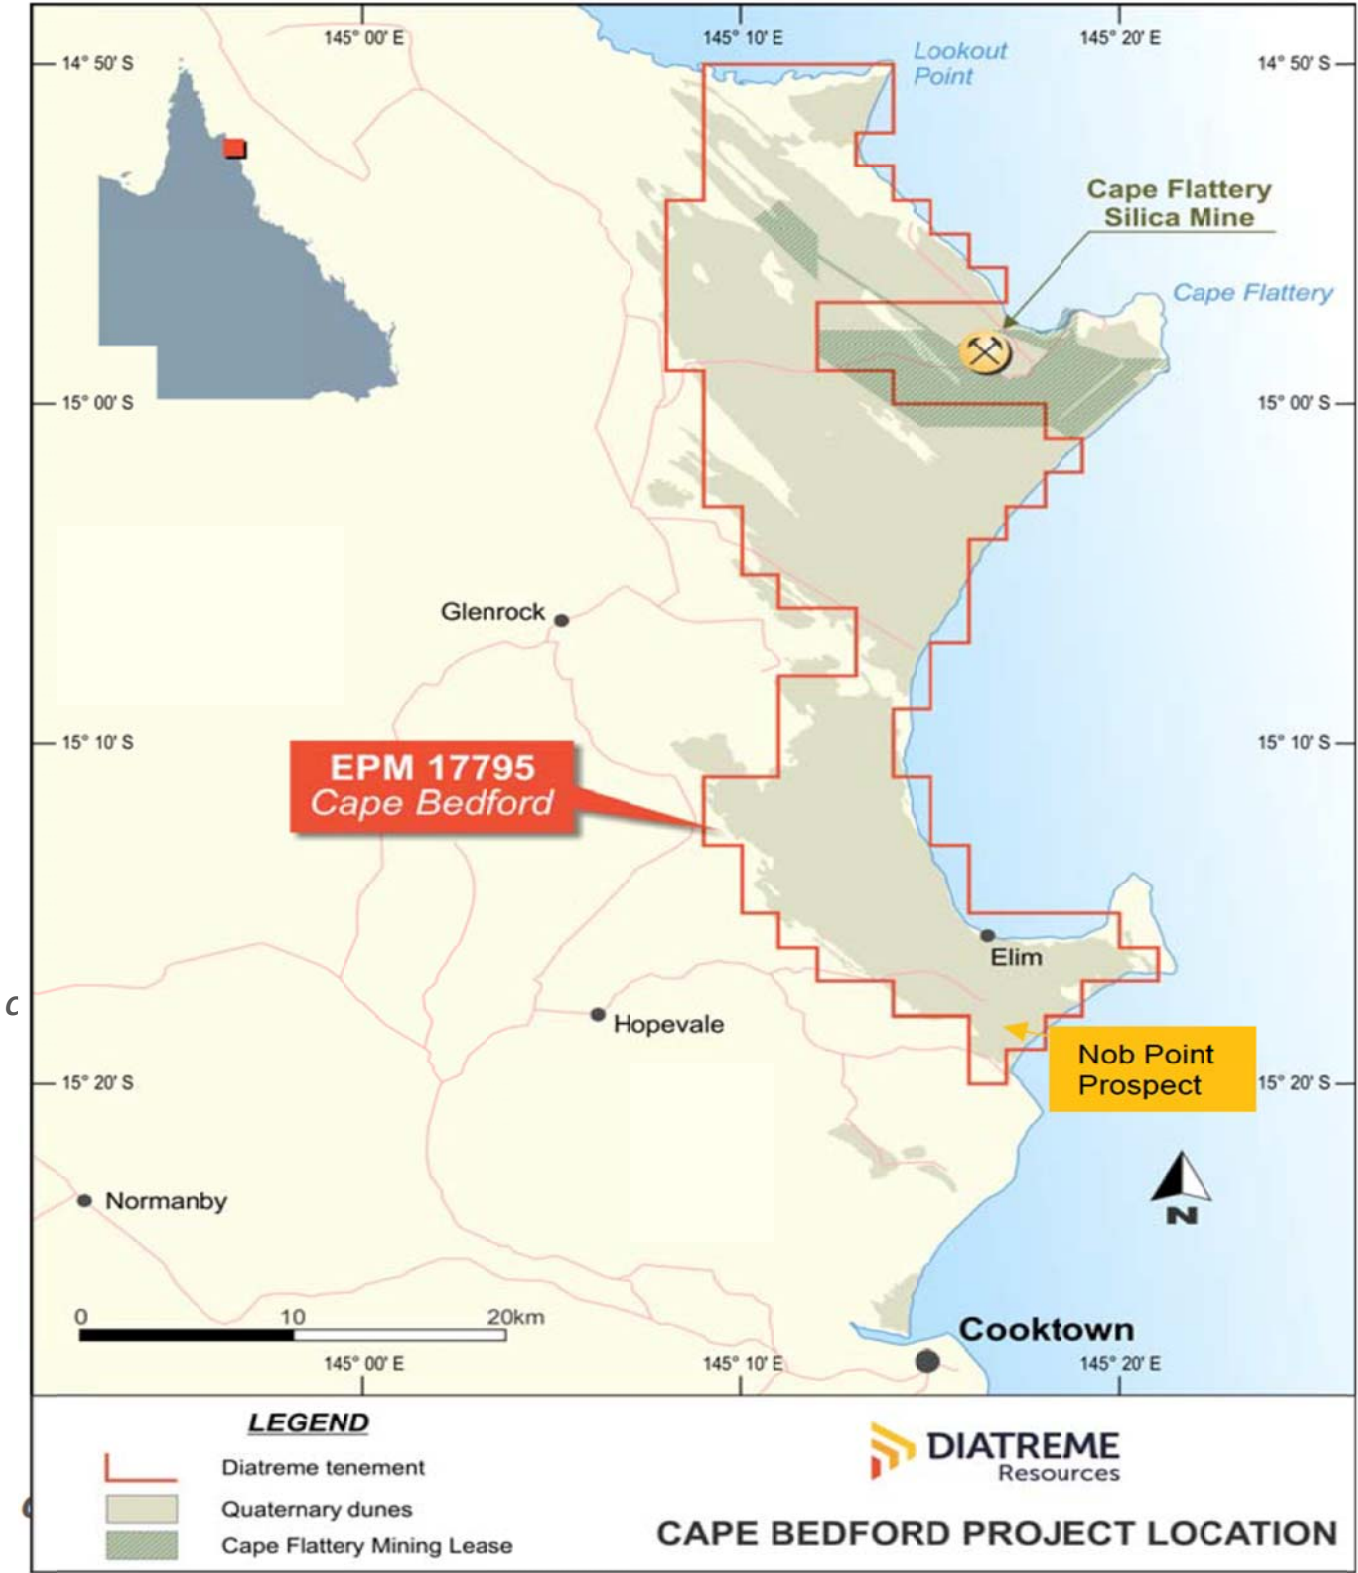 145° 00' E
145° 10' E
145° 20' E
Lookout
Point
14° 50' S
14° 50' S
Cape Flattery
Silica Mine
Cape Flattery
15° 00' S
15° 00' S
Glenrock
15° 10' S
15° 10' S
EPM 17795
Cape Bedford
Elim
c
Hopevale
Nob Point
Prospect
15° 20' S
15° 20' S
Normanby
N
0
10
20km
Cooktown
145° 00' E
145° 10' E
145° 20' E
LEGEND
Diatreme tenement
Quaternary dunes
Cape Flattery Mining Lease
DIATREME
Resources
CAPE BEDFORD PROJECT LOCATION